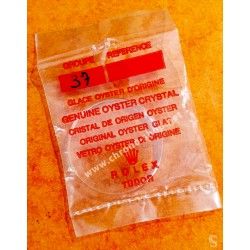 GROUPE REFERENCE
37
GLACE OYSTER D'ORIGINE
GENUINE OYSTER CRYSTAL
CRISTAL DE ORIGEN OYSTER
ORIGINAL OYSTER GLAS
VETRO OYSTER D'ORIGINE
ROLEX
TUDOR